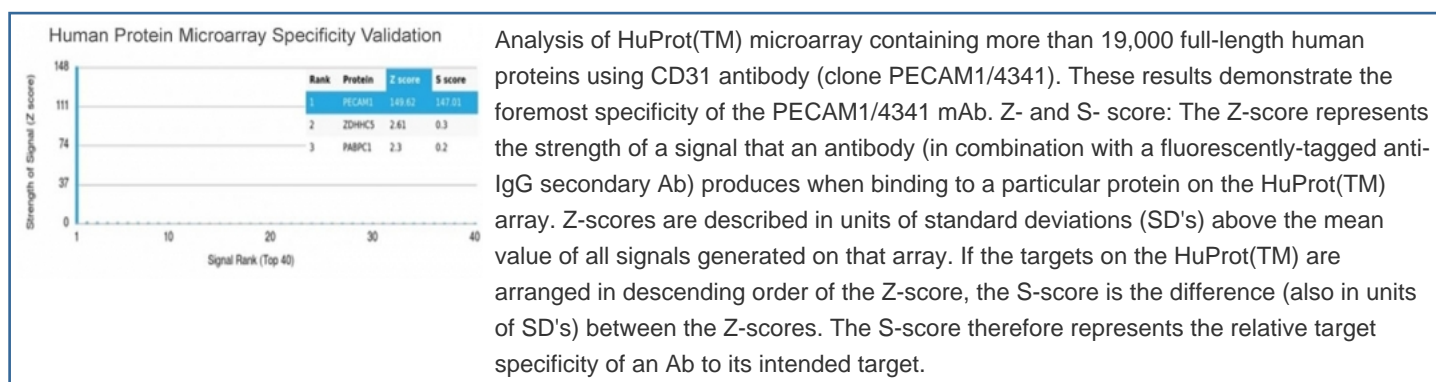 Human Protein Microarray Specificity Validation
Strength of Signal (Z score)
148
111
74
37
0
1 10 20 30 40
Signal Rank (Top 40)
Rank Protein Z score S score
1 PECAM1 149.62 147.01
2 ZDHHC5 2.61 0.3
3 PABPC1 2.3 0.2
Analysis of HuProt(TM) microarray containing more than 19,000 full-length human
proteins using CD31 antibody (clone PECAM1/4341). These results demonstrate the
foremost specificity of the PECAM1/4341 mAb. Z- and S- score: The Z-score represents
the strength of a signal that an antibody (in combination with a fluorescently-tagged anti-
IgG secondary Ab) produces when binding to a particular protein on the HuProt(TM)
array. Z-scores are described in units of standard deviations (SD's) above the mean
value of all signals generated on that array. If the targets on the HuProt(TM) are
arranged in descending order of the Z-score, the S-score is the difference (also in units
of SD's) between the Z-scores. The S-score therefore represents the relative target
specificity of an Ab to its intended target.